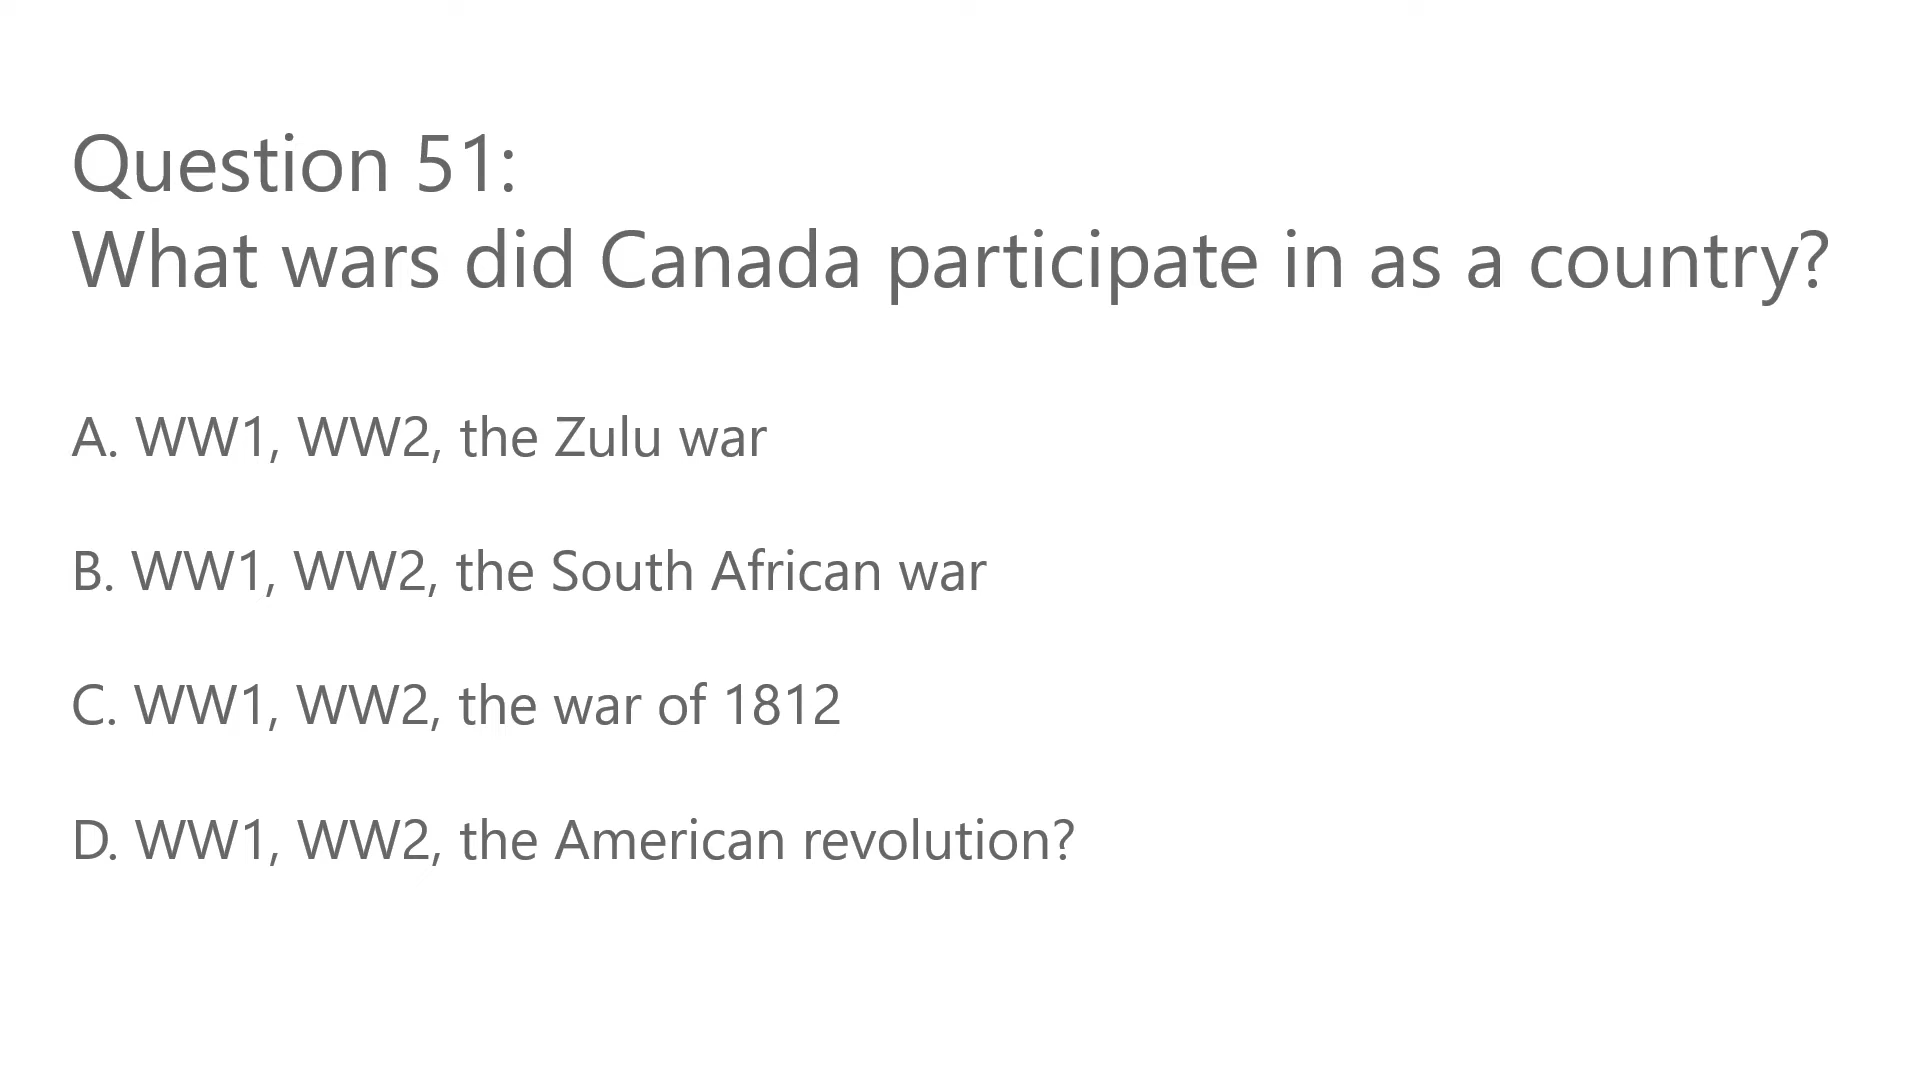 Question 51:
What wars did Canada participate in as a country?
A. WW1, WW2, the Zulu war
B. WW1, WW2, the South African war
C. WW1, WW2, the war of 1812
D. WW1, WW2, the American revolution?